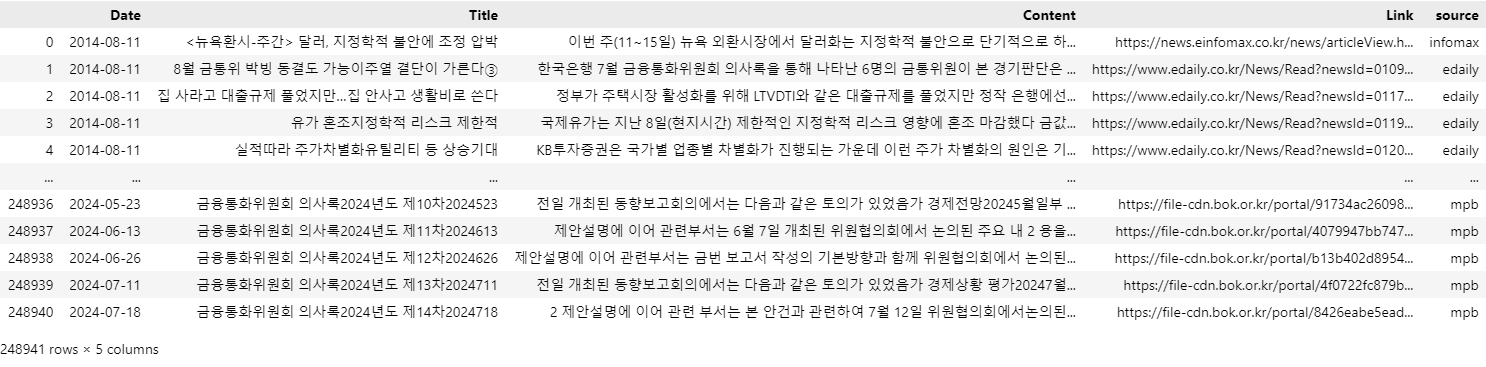 Date Title Content Link source
0 2014-08-11 <뉴욕환시-주간> 달러, 지정학적 불안에 조정 압박 이번 주(11~15일) 뉴욕 외환시장에서 달러화는 지정학적 불안으로 단기적으로 하... https://news.einfomax.co.kr/news/articleView.h... infomax
1 2014-08-11 8월 금통위 박빙 동결도 가능이주열 결단이 가른다③ 한국은행 7월 금융통화위원회 의사록을 통해 나타난 6명의 금통위원이 본 경기판단은 ... https://www.edaily.co.kr/News/Read?newsId=0109... edaily
2 2014-08-11 집 사라고 대출규제 풀었지만...집 안사고 생활비로 쓴다 정부가 주택시장 활성화를 위해 LTVDTI와 같은 대출규제를 풀었지만 정작 은행에선... https://www.edaily.co.kr/News/Read?newsId=0117... edaily
3 2014-08-11 유가 혼조지정학적 리스크 제한적 국제유가는 지난 8일(현지시간) 제한적인 지정학적 리스크 영향에 혼조 마감했다 금값... https://www.edaily.co.kr/News/Read?newsId=0119... edaily
4 2014-08-11 실적따라 주가차별화유틸리티 등 상승기대 KB투자증권은 국가별 업종별 차별화가 진행되는 가운데 이런 주가 차별화의 원인은 기... https://www.edaily.co.kr/News/Read?newsId=0120... edaily
... ... ... ... ... ...
248936 2024-05-23 금융통화위원회 의사록2024년도 제10차2024523 전일 개최된 동향보고회의에서는 다음과 같은 토의가 있었음가 경제전망20245월일부 ... https://file-cdn.bok.or.kr/portal/91734ac26098... mpb
248937 2024-06-13 금융통화위원회 의사록2024년도 제11차2024613 제안설명에 이어 관련부서는 6월 7일 개최된 위원협의회에서 논의된 주요 내 2 용을... https://file-cdn.bok.or.kr/portal/4079947bb747... mpb
248938 2024-06-26 금융통화위원회 의사록2024년도 제12차2024626 제안설명에 이어 관련부서는 금번 보고서 작성의 기본방향과 함께 위원협의회에서 논의된... https://file-cdn.bok.or.kr/portal/b13b402d8954... mpb
248939 2024-07-11 금융통화위원회 의사록2024년도 제13차2024711 전일 개최된 동향보고회의에서는 다음과 같은 토의가 있었음가 경제상황 평가20247월... https://file-cdn.bok.or.kr/portal/4f0722fc879b... mpb
248940 2024-07-18 금융통화위원회 의사록2024년도 제14차2024718 2 제안설명에 이어 관련 부서는 본 안건과 관련하여 7월 12일 위원협의회에서논의된... https://file-cdn.bok.or.kr/portal/8426eabe5ead... mpb
248941 rows × 5 columns